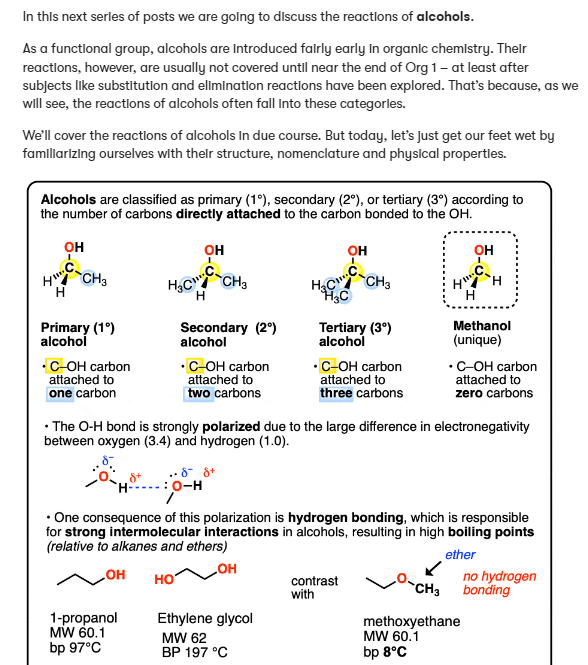 In this next series of posts we are going to discuss the reactions of alcohols.
As a functional group, alcohols are introduced fairly early in organic chemistry. Their
reactions, however, are usually not covered until near the end of Org 1 – at least after
subjects like substitution and elimination reactions have been explored. That's because, as we
will see, the reactions of alcohols often fall into these categories.
We'll cover the reactions of alcohols in due course. But today, let's just get our feet wet by
familiarizing ourselves with their structure, nomenclature and physical properties.
Alcohols are classified as primary (1°), secondary (2°), or tertiary (3°) according to
the number of carbons directly attached to the carbon bonded to the OH.
OH OH OH OH
H C CH₃ H₃C C CH₃ H₃C C CH₃ H C H
H H H₃C H
Primary (1°) Secondary (2°) Tertiary (3°) Methanol
alcohol alcohol alcohol (unique)
• C–OH carbon • C–OH carbon • C–OH carbon • C–OH carbon
attached to attached to attached to attached to
one carbon two carbons three carbons zero carbons
• The O-H bond is strongly polarized due to the large difference in electronegativity
between oxygen (3.4) and hydrogen (1.0).
δ⁻ δ⁺ δ⁻ δ⁺
O H O–H
• One consequence of this polarization is hydrogen bonding, which is responsible
for strong intermolecular interactions in alcohols, resulting in high boiling points
(relative to alkanes and ethers)
ether
OH HO OH contrast with O CH₃ no hydrogen bonding
1-propanol Ethylene glycol methoxyethane
MW 60.1 MW 62 MW 60.1
bp 97°C BP 197 °C bp 8°C